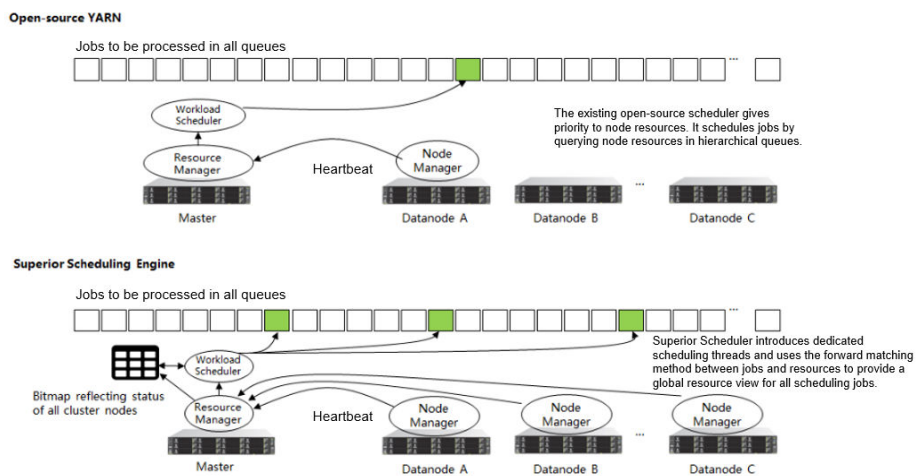 Open-source YARN
Jobs to be processed in all queues
...
Workload
Scheduler
The existing open-source scheduler gives
priority to node resources. It schedules jobs by
querying node resources in hierarchical queues.
Resource
Manager
Heartbeat
Node
Manager
...
Master
Datanode A
Datanode B
Datanode C
Superior Scheduling Engine
Jobs to be processed in all queues
...
Superior Scheduler introduces dedicated
scheduling threads and uses the forward matching
method between jobs and resources to provide a
global resource view for all scheduling jobs.
Workload
Scheduler
Bitmap reflecting status
of all cluster nodes
Resource
Manager
Heartbeat
Node
Manager
Node
Manager
Node
Manager
...
Master
Datanode A
Datanode B
Datanode C